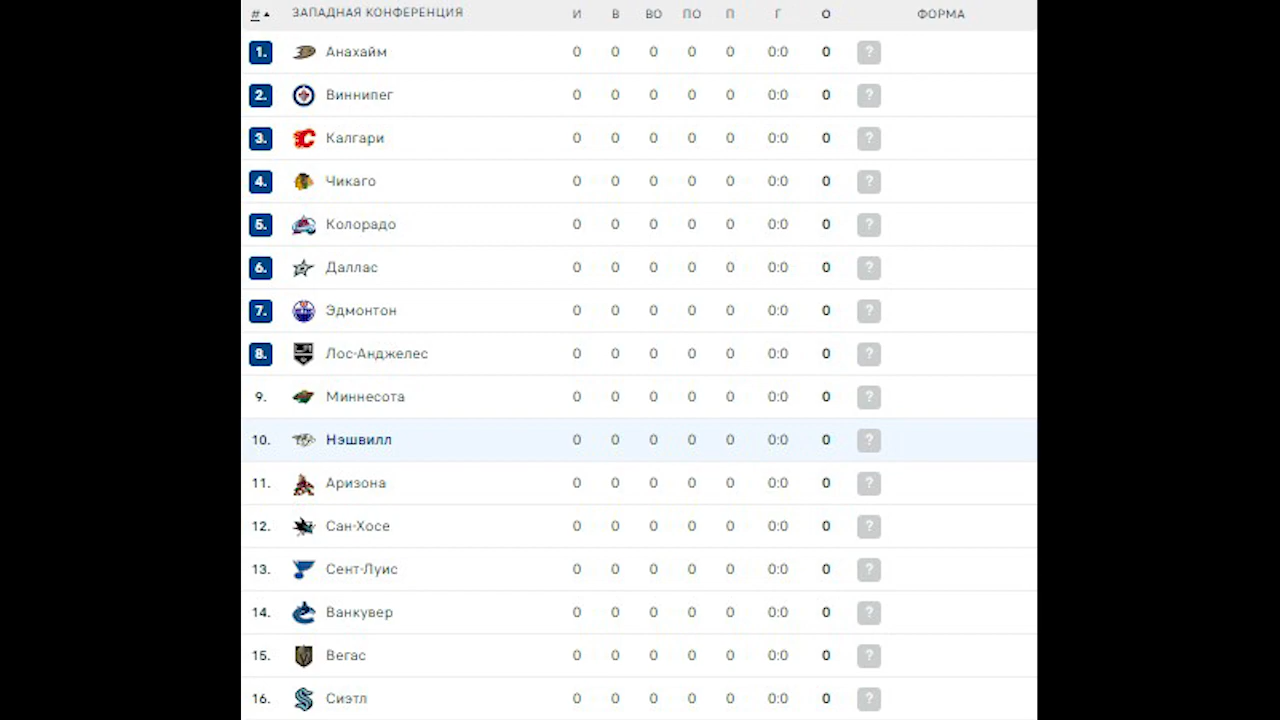 # ЗАПАДНАЯ КОНФЕРЕНЦИЯ И В ВО ПО П Г О ФОРМА
1. Анахайм 0 0 0 0 0 0:0 0 ?
2. Виннипег 0 0 0 0 0 0:0 0 ?
3. Калгари 0 0 0 0 0 0:0 0 ?
4. Чикаго 0 0 0 0 0 0:0 0 ?
5. Колорадо 0 0 0 0 0 0:0 0 ?
6. Даллас 0 0 0 0 0 0:0 0 ?
7. Эдмонтон 0 0 0 0 0 0:0 0 ?
8. Лос-Анджелес 0 0 0 0 0 0:0 0 ?
9. Миннесота 0 0 0 0 0 0:0 0 ?
10. Нэшвилл 0 0 0 0 0 0:0 0 ?
11. Аризона 0 0 0 0 0 0:0 0 ?
12. Сан-Хосе 0 0 0 0 0 0:0 0 ?
13. Сент-Луис 0 0 0 0 0 0:0 0 ?
14. Ванкувер 0 0 0 0 0 0:0 0 ?
15. Вегас 0 0 0 0 0 0:0 0 ?
16. Сиэтл 0 0 0 0 0 0:0 0 ?